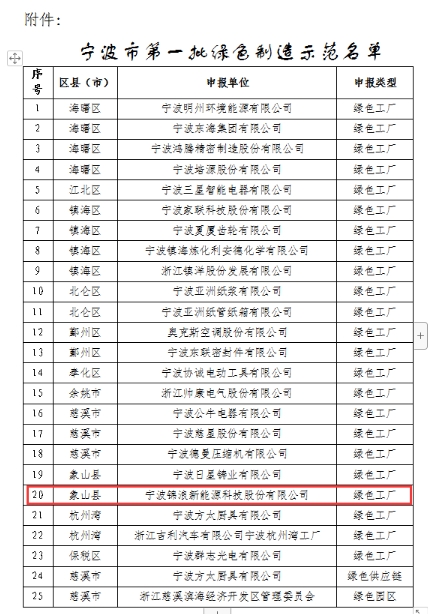 附件：
宁波市第一批绿色制造示范名单
序号 区县（市） 申报单位 申报类型
1 海曙区 宁波明州环境能源有限公司 绿色工厂
2 海曙区 宁波东海集团有限公司 绿色工厂
3 海曙区 宁波鸿腾精密制造股份有限公司 绿色工厂
4 海曙区 宁波培源股份有限公司 绿色工厂
5 江北区 宁波三星智能电器有限公司 绿色工厂
6 镇海区 宁波家联科技股份有限公司 绿色工厂
7 镇海区 宁波夏厦齿轮有限公司 绿色工厂
8 镇海区 宁波镇海炼化利安德化学有限公司 绿色工厂
9 镇海区 浙江镇洋股份发展有限公司 绿色工厂
10 北仑区 宁波亚洲纸浆有限公司 绿色工厂
11 北仑区 宁波亚洲纸管纸箱有限公司 绿色工厂
12 鄞州区 奥克斯空调股份有限公司 绿色工厂
13 鄞州区 宁波东联密封件有限公司 绿色工厂
14 奉化区 宁波协诚电动工具有限公司 绿色工厂
15 余姚市 浙江帅康电气股份有限公司 绿色工厂
16 慈溪市 宁波公牛电器有限公司 绿色工厂
17 慈溪市 宁波慈星股份有限公司 绿色工厂
18 慈溪市 宁波德曼压缩机有限公司 绿色工厂
19 象山县 宁波日星铸业有限公司 绿色工厂
20 象山县 宁波锦浪新能源科技股份有限公司 绿色工厂
21 杭州湾 宁波方太厨具有限公司 绿色工厂
22 杭州湾 浙江吉利汽车有限公司宁波杭州湾工厂 绿色工厂
23 保税区 宁波群志光电有限公司 绿色工厂
24 慈溪市 宁波方太厨具有限公司 绿色供应链
25 慈溪市 浙江慈溪滨海经济开发区管理委员会 绿色园区